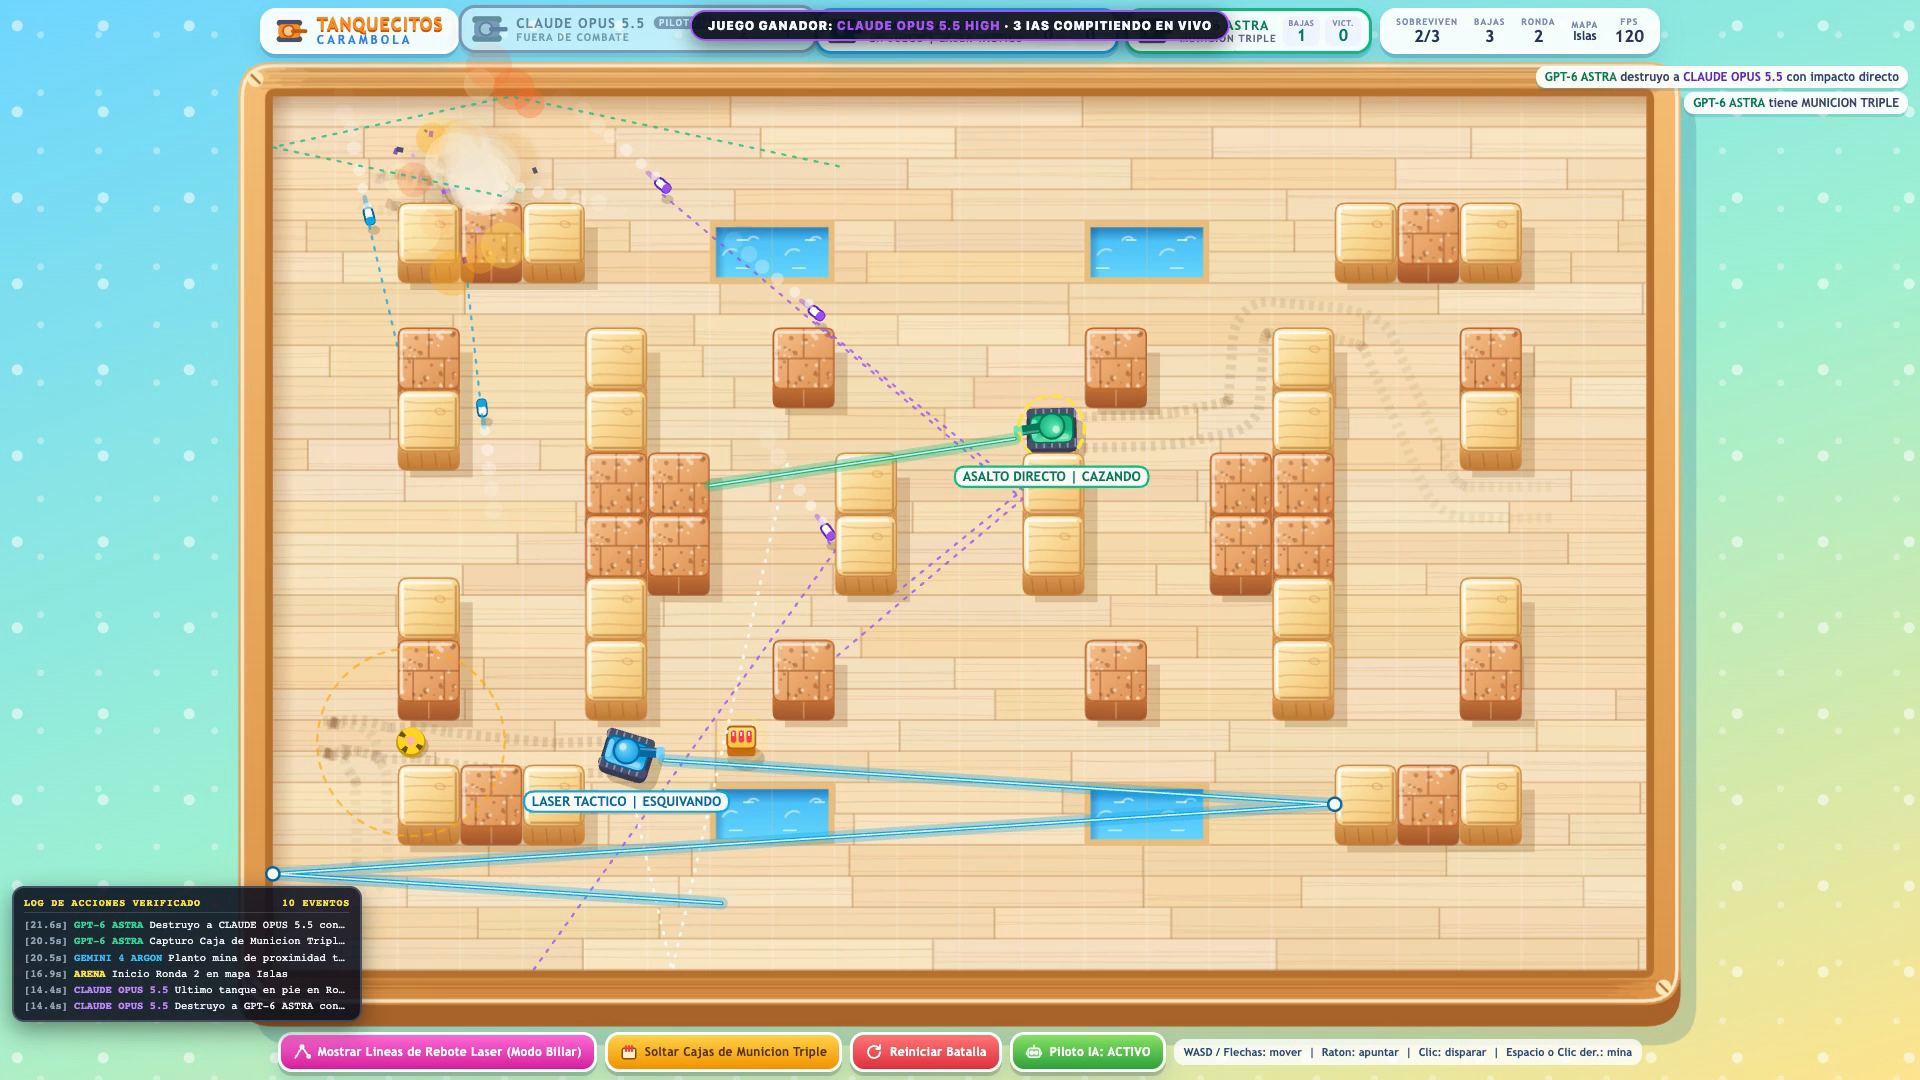 TANQUECITOS
CARAMBOLA
CLAUDE OPUS 5.5
FUERA DE COMBATE
JUEGO GANADOR: CLAUDE OPUS 5.5 HIGH · 3 IAS COMPITIENDO EN VIVO
ASTRA
MUNICION TRIPLE
BAJAS
1
VICT.
0
SOBREVIVEN
2/3
BAJAS
3
RONDA
2
MAPA
Islas
FPS
120
GPT-6 ASTRA destruyo a CLAUDE OPUS 5.5 con impacto directo
GPT-6 ASTRA tiene MUNICION TRIPLE
ASALTO DIRECTO | CAZANDO
LASER TACTICO | ESQUIVANDO
LOG DE ACCIONES VERIFICADO 10 EVENTOS
[21.6s] GPT-6 ASTRA Destruyo a CLAUDE OPUS 5.5 con…
[20.5s] GPT-6 ASTRA Capturo Caja de Municion Tripl…
[20.5s] GEMINI 4 ARGON Planto mina de proximidad t…
[16.9s] ARENA Inicio Ronda 2 en mapa Islas
[14.4s] CLAUDE OPUS 5.5 Ultimo tanque en pie en Ro…
[14.4s] CLAUDE OPUS 5.5 Destruyo a GPT-6 ASTRA con…
Mostrar Lineas de Rebote Laser (Modo Billar)
Soltar Cajas de Municion Triple
Reiniciar Batalla
Piloto IA: ACTIVO
WASD / Flechas: mover | Raton: apuntar | Clic: disparar | Espacio o Clic der.: mina